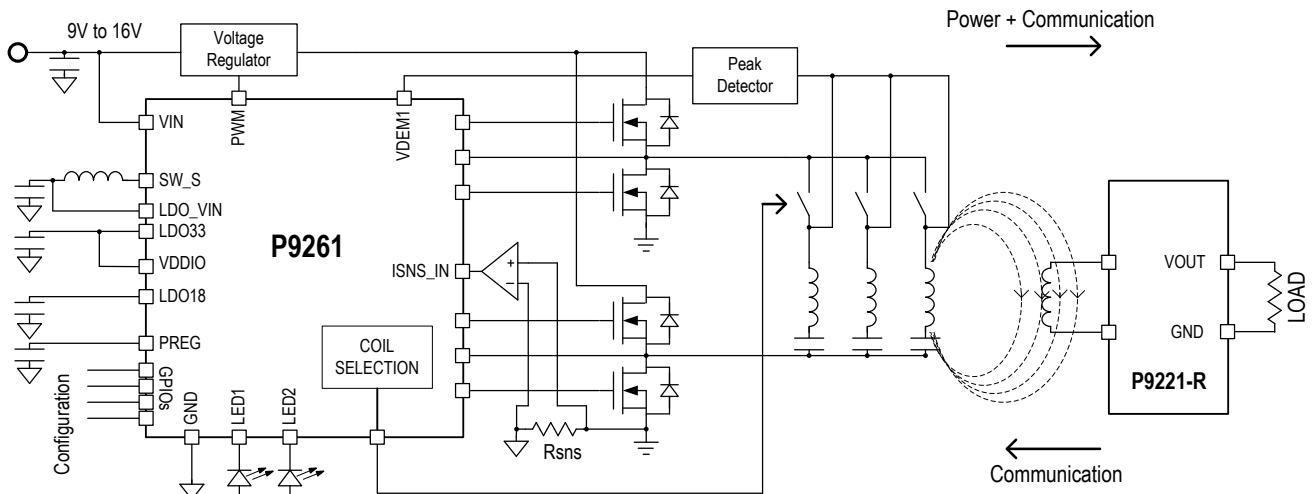 9V to 16V
Voltage
Regulator
Power + Communication
Peak
Detector
VIN
PWM
VDEM1
SW_S
LDO_VIN
LDO33
VDDIO
LDO18
PREG
P9261
ISNS_IN
+
−
COIL
SELECTION
GPIOs
Configuration
GND
LED1
LED2
Rsns
VOUT
GND
P9221-R
LOAD
Communication